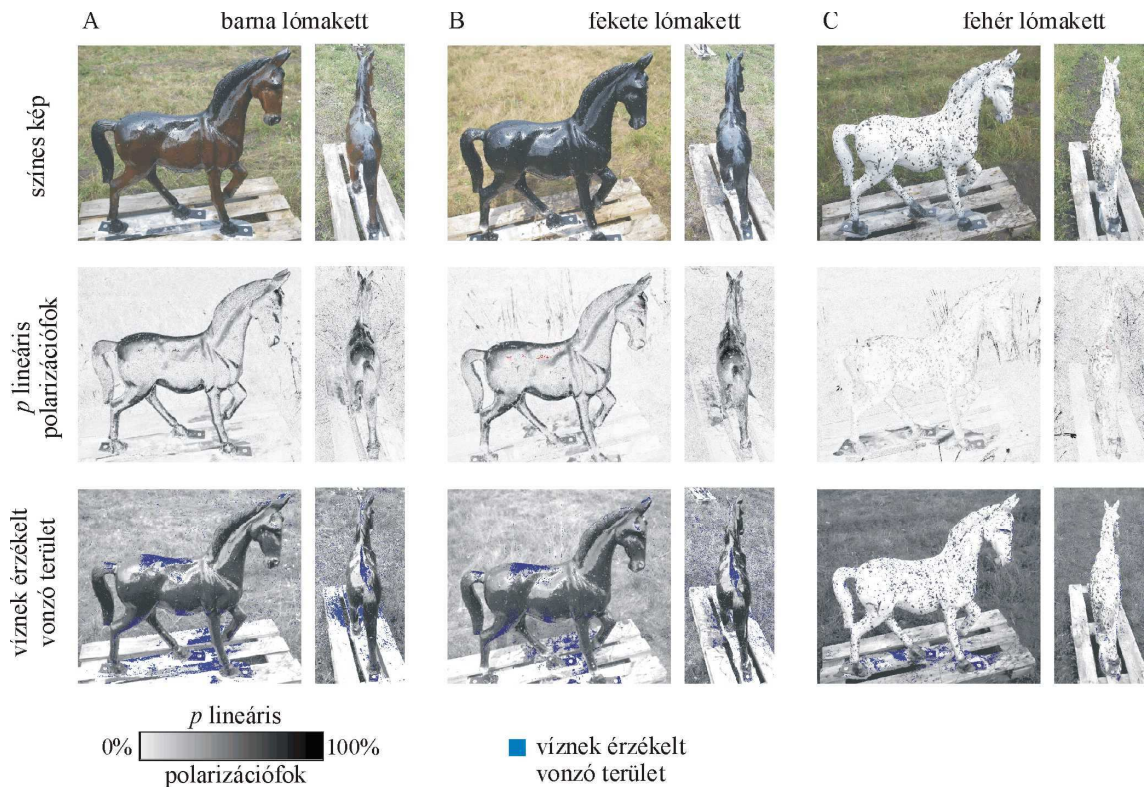 A barna lómakett
B fekete lómakett
C fehér lómakett
színes kép
p lineáris
polarizációfok
víznek érzékelt
vonzó terület
p lineáris
0% 100%
polarizációfok
víznek érzékelt
vonzó terület